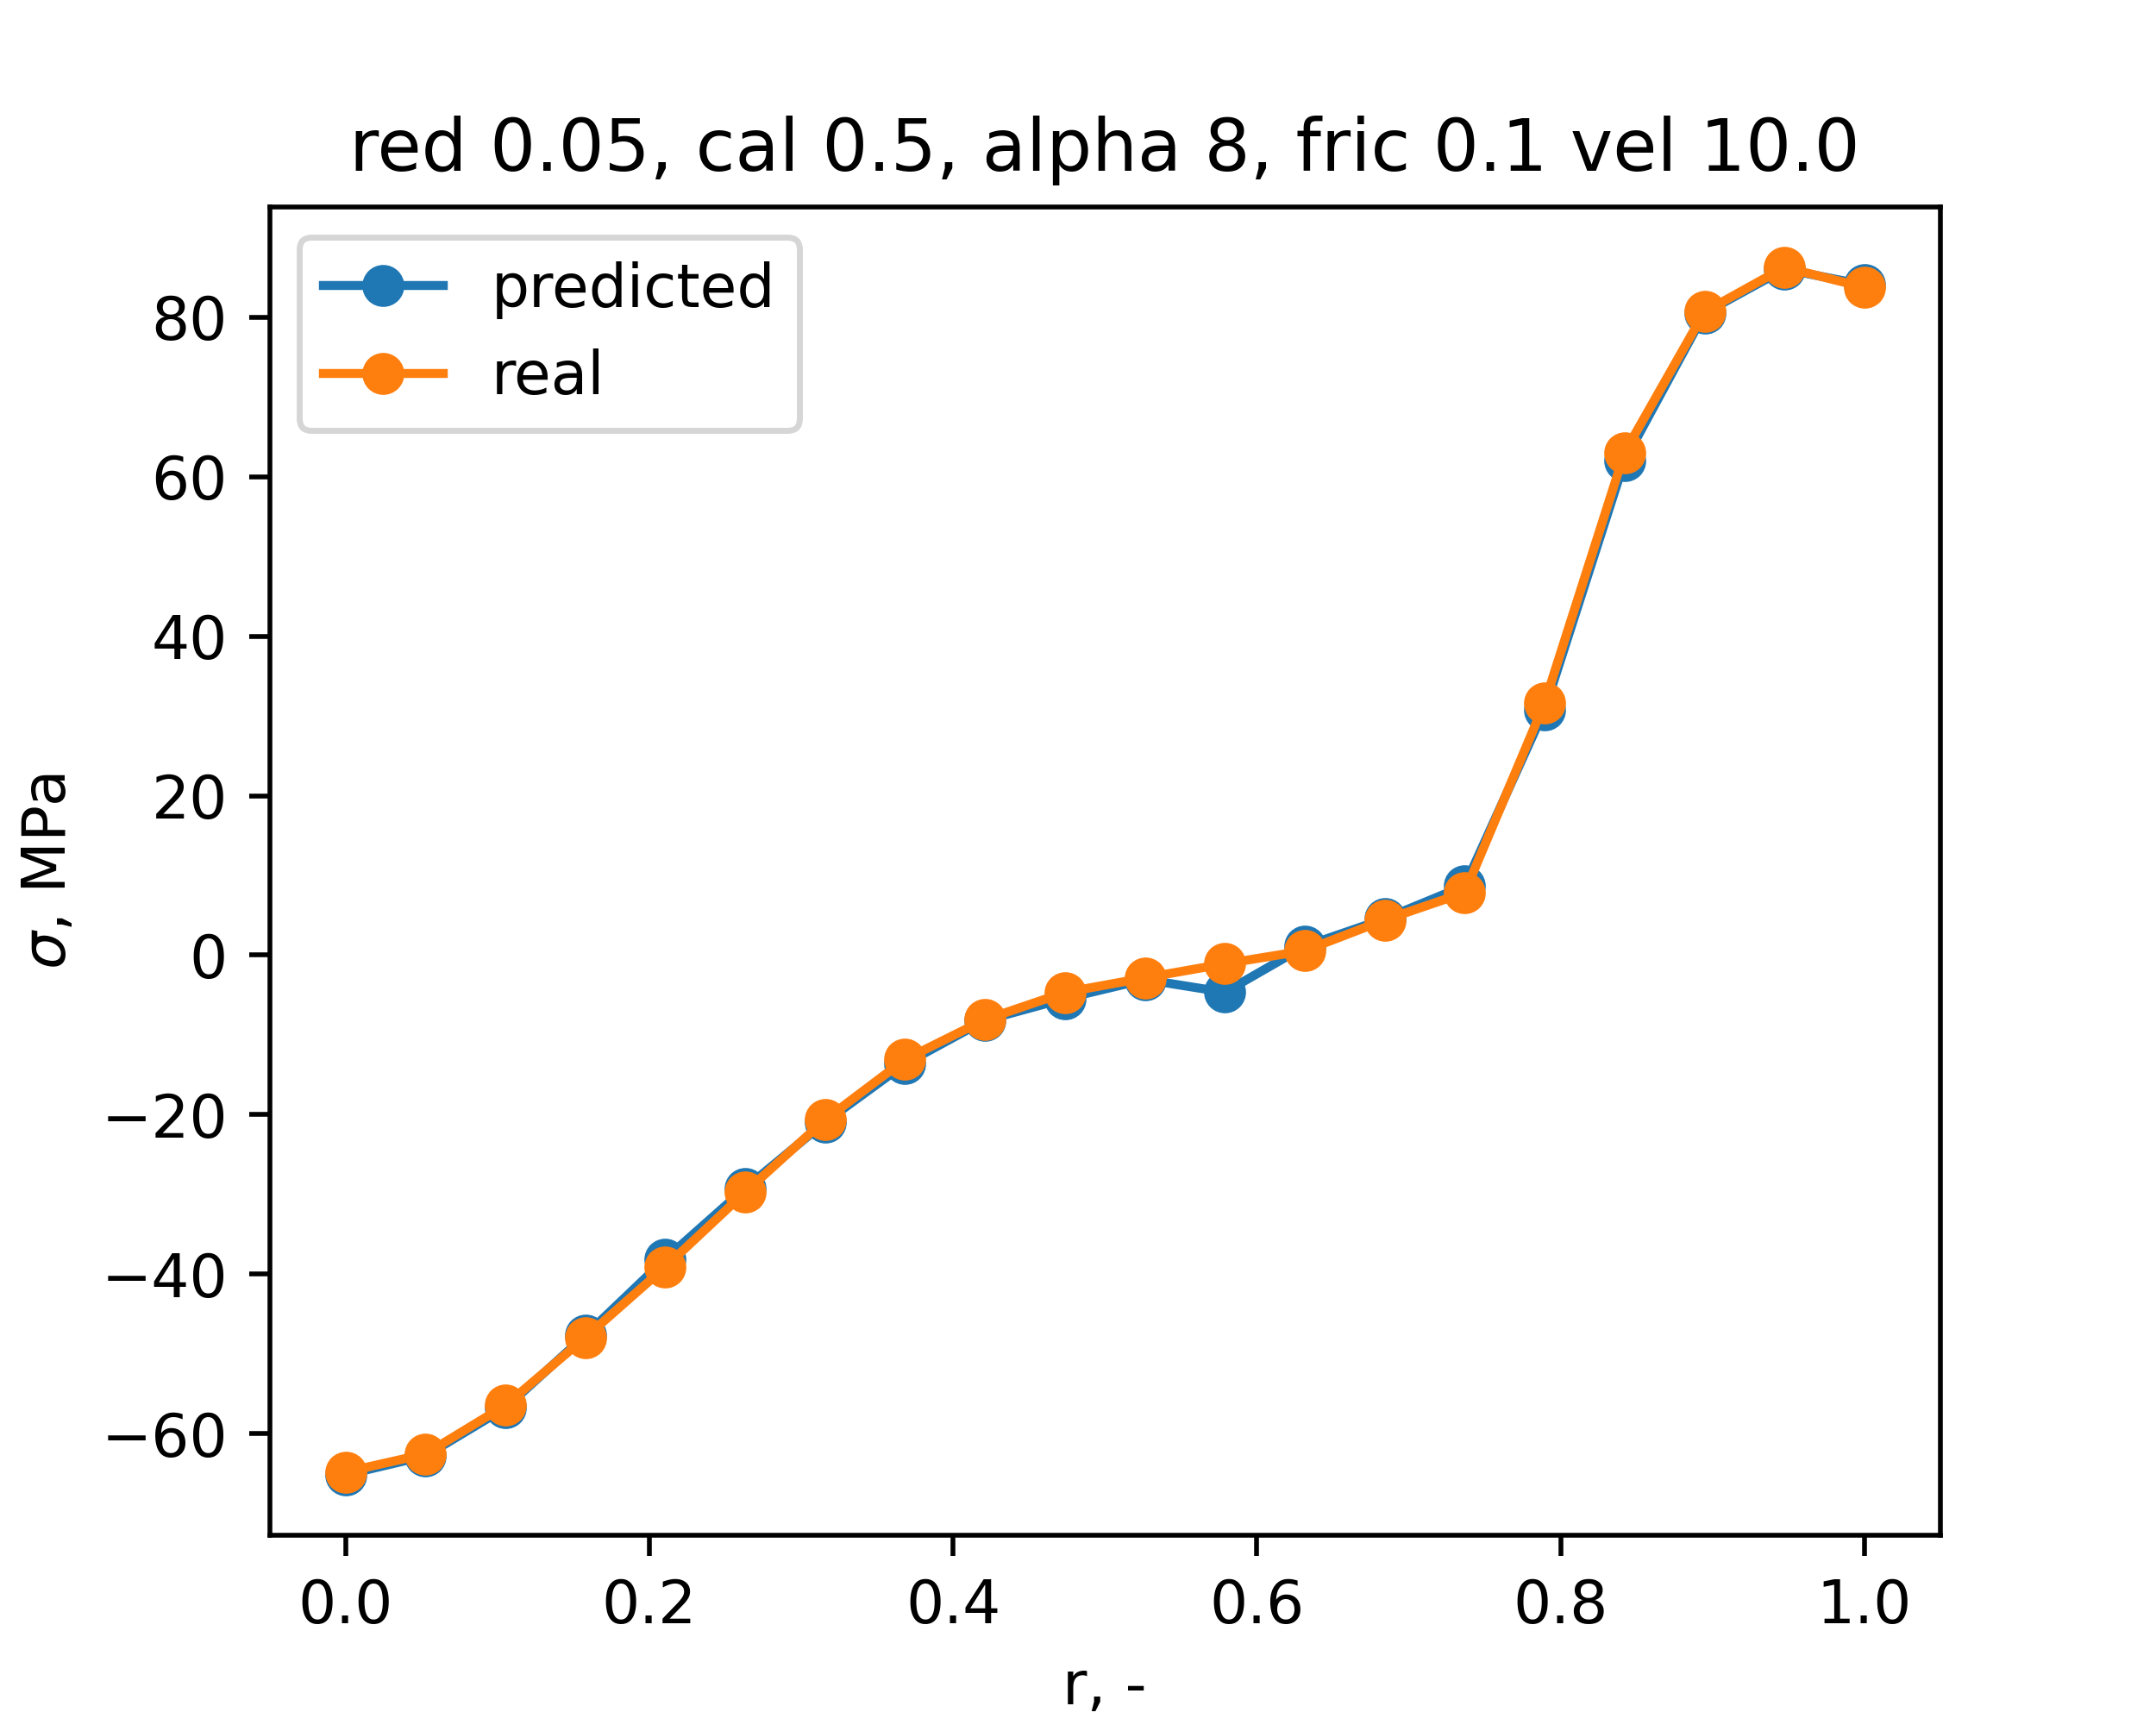 red 0.05, cal 0.5, alpha 8, fric 0.1 vel 10.0
predicted
real
80
60
40
20
0
−20
−40
−60
σ, MPa
0.0 0.2 0.4 0.6 0.8 1.0
r, -